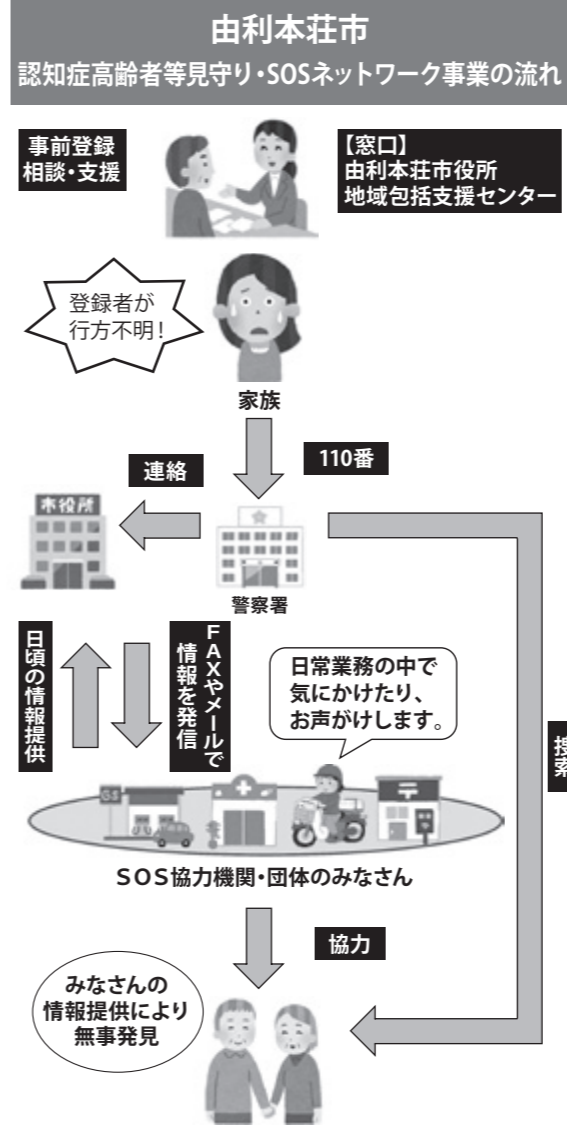 由利本荘市
認知症高齢者等見守り・SOSネットワーク事業の流れ
事前登録
相談・支援
【窓口】
由利本荘市役所
地域包括支援センター
登録者が
行方不明!
家族
110番
連絡
市役所
警察署
日頃の情報提供
FAXやメールで
情報を発信
日常業務の中で
気にかけたり、
お声がけします。
捜索
GS
SOS協力機関・団体のみなさん
協力
みなさんの
情報提供により
無事発見